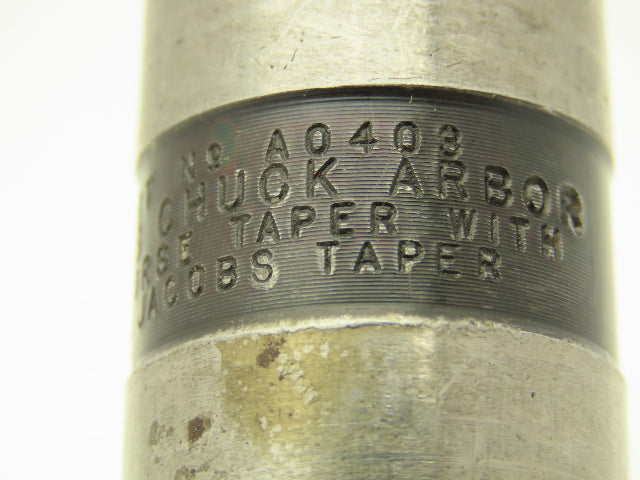 T No A0403
CHUCK ARBOR
RSE TAPER WITH
JACOBS TAPER